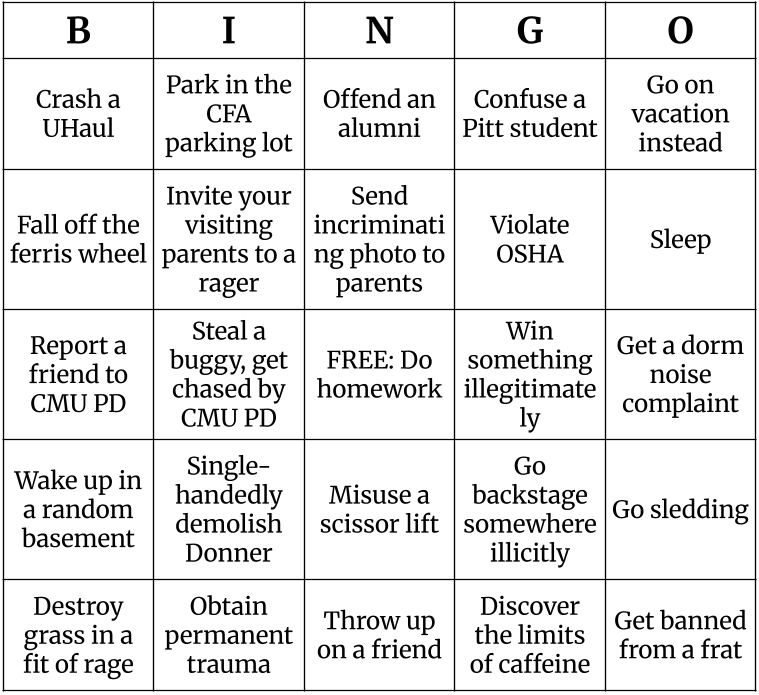 B
I
N
G
O
Crash a
UHaul
Park in the
CFA
parking lot
Offend an
alumni
Confuse a
Pitt student
Go on
vacation
instead
Fall off the
ferris wheel
Invite your
visiting
parents to a
rager
Send
incriminati
ng photo to
parents
Violate
OSHA
Sleep
Report a
friend to
CMU PD
Steal a
buggy, get
chased by
CMU PD
FREE: Do
homework
Win
something
illegitimate
ly
Get a dorm
noise
complaint
Wake up in
a random
basement
Single-
handedly
demolish
Donner
Misuse a
scissor lift
Go
backstage
somewhere
illicitly
Go sledding
Destroy
grass in a
fit of rage
Obtain
permanent
trauma
Throw up
on a friend
Discover
the limits
of caffeine
Get banned
from a frat